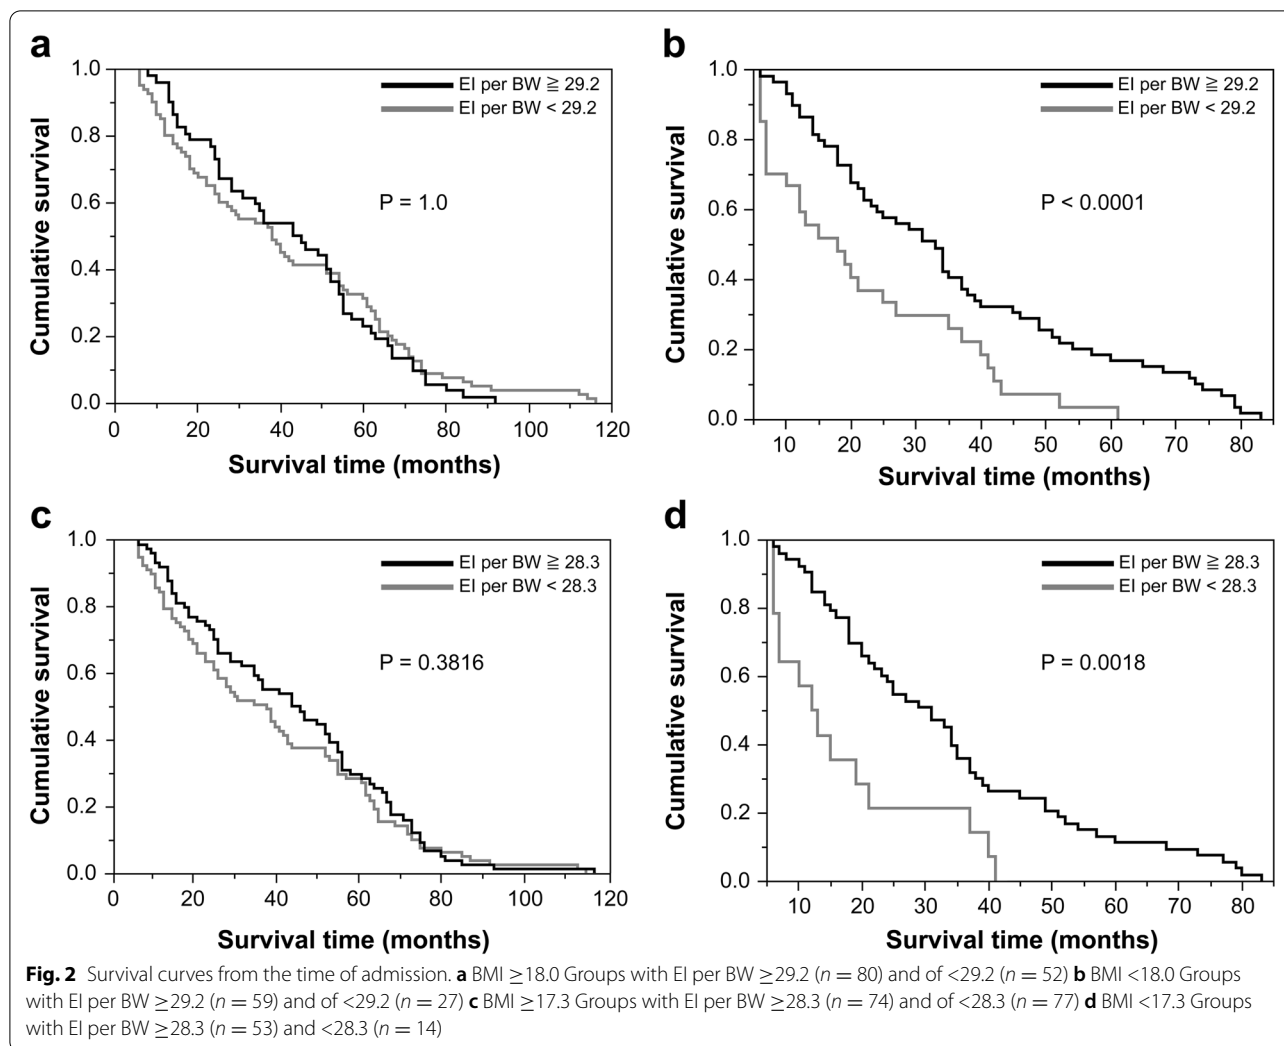 a
1.0
0.8
0.6
0.4
0.2
0.0
Cumulative survival
EI per BW ≧ 29.2
EI per BW < 29.2
P = 1.0
0 20 40 60 80 100 120
Survival time (months)
b
1.0
0.8
0.6
0.4
0.2
0.0
Cumulative survival
EI per BW ≧ 29.2
EI per BW < 29.2
P < 0.0001
10 20 30 40 50 60 70 80
Survival time (months)
c
1.0
0.8
0.6
0.4
0.2
0.0
Cumulative survival
EI per BW ≧ 28.3
EI per BW < 28.3
P = 0.3816
0 20 40 60 80 100 120
Survival time (months)
d
1.0
0.8
0.6
0.4
0.2
0.0
Cumulative survival
EI per BW ≧ 28.3
EI per BW < 28.3
P = 0.0018
10 20 30 40 50 60 70 80
Survival time (months)
Fig. 2 Survival curves from the time of admission. a BMI ≥18.0 Groups with EI per BW ≥29.2 (n = 80) and of <29.2 (n = 52) b BMI <18.0 Groups
with EI per BW ≥29.2 (n = 59) and of <29.2 (n = 27) c BMI ≥17.3 Groups with EI per BW ≥28.3 (n = 74) and of <28.3 (n = 77) d BMI <17.3 Groups
with EI per BW ≥28.3 (n = 53) and <28.3 (n = 14)